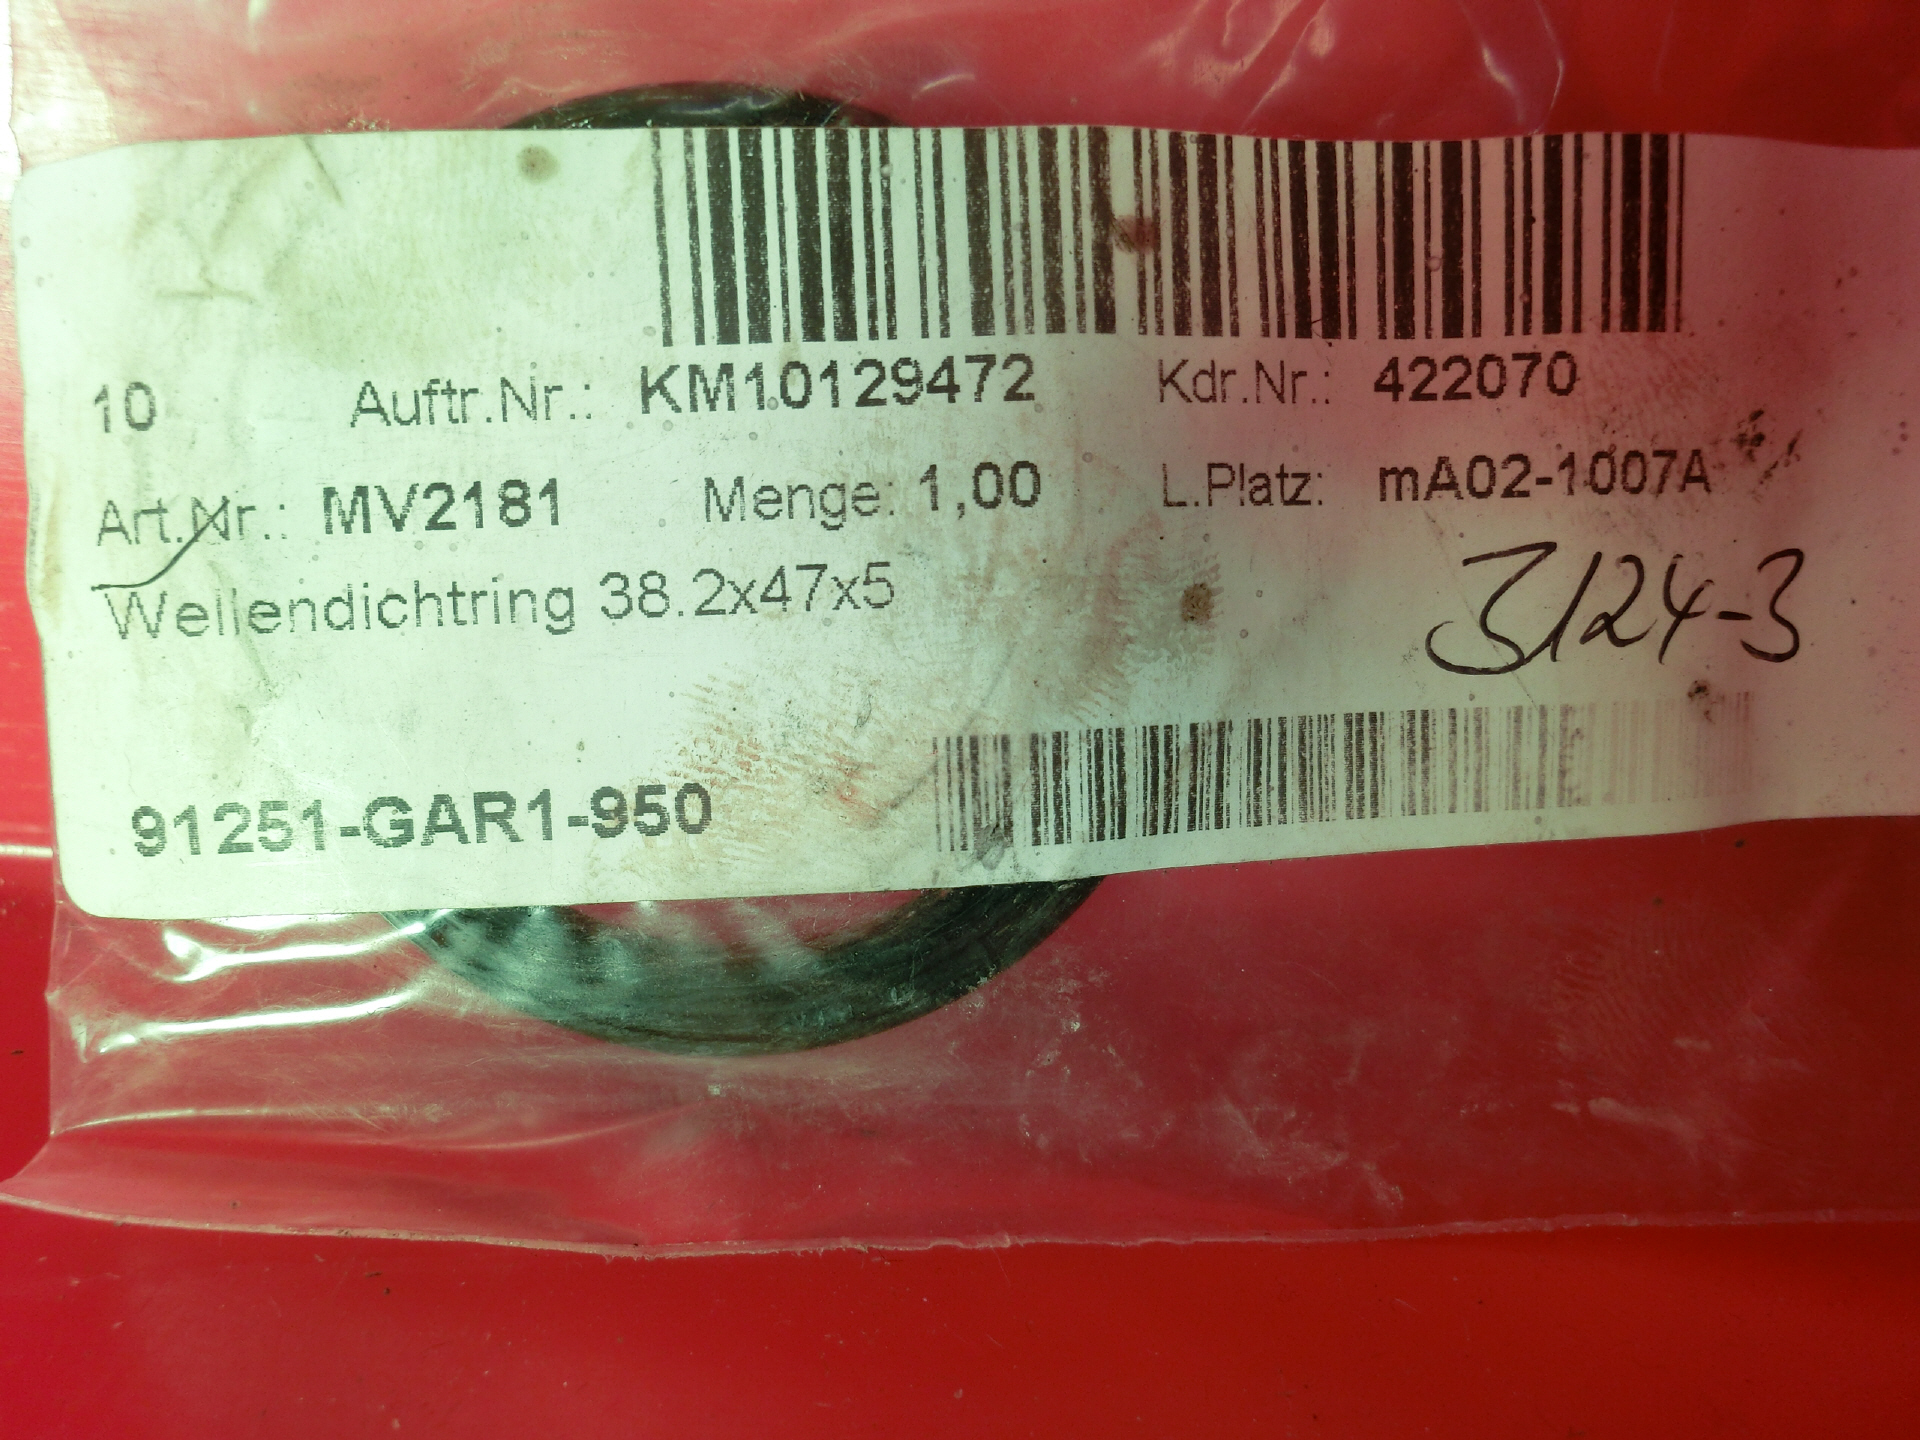 10 Auftr.Nr.: KM10129472 Kdr.Nr.: 422070
Art.Nr.: MV2181 Menge: 1,00 L.Platz: mA02-1007A
Wellendichtring 38.2x47x5
3124-3
91251-GAR1-950